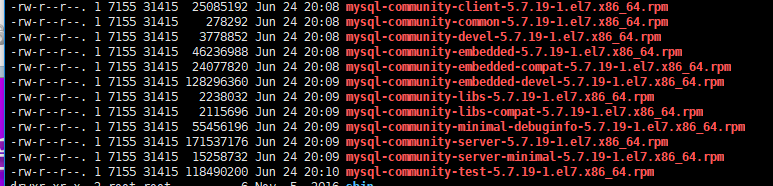 -rw-r--r--. 1 7155 31415  25085192 Jun 24 20:08 mysql-community-client-5.7.19-1.el7.x86_64.rpm
-rw-r--r--. 1 7155 31415    278292 Jun 24 20:08 mysql-community-common-5.7.19-1.el7.x86_64.rpm
-rw-r--r--. 1 7155 31415   3778852 Jun 24 20:08 mysql-community-devel-5.7.19-1.el7.x86_64.rpm
-rw-r--r--. 1 7155 31415  46236988 Jun 24 20:08 mysql-community-embedded-5.7.19-1.el7.x86_64.rpm
-rw-r--r--. 1 7155 31415  24077820 Jun 24 20:08 mysql-community-embedded-compat-5.7.19-1.el7.x86_64.rpm
-rw-r--r--. 1 7155 31415 128296360 Jun 24 20:09 mysql-community-embedded-devel-5.7.19-1.el7.x86_64.rpm
-rw-r--r--. 1 7155 31415   2238032 Jun 24 20:09 mysql-community-libs-5.7.19-1.el7.x86_64.rpm
-rw-r--r--. 1 7155 31415   2115696 Jun 24 20:09 mysql-community-libs-compat-5.7.19-1.el7.x86_64.rpm
-rw-r--r--. 1 7155 31415  55456196 Jun 24 20:09 mysql-community-minimal-debuginfo-5.7.19-1.el7.x86_64.rpm
-rw-r--r--. 1 7155 31415 171537176 Jun 24 20:09 mysql-community-server-5.7.19-1.el7.x86_64.rpm
-rw-r--r--. 1 7155 31415  15258732 Jun 24 20:09 mysql-community-server-minimal-5.7.19-1.el7.x86_64.rpm
-rw-r--r--. 1 7155 31415 118490200 Jun 24 20:10 mysql-community-test-5.7.19-1.el7.x86_64.rpm